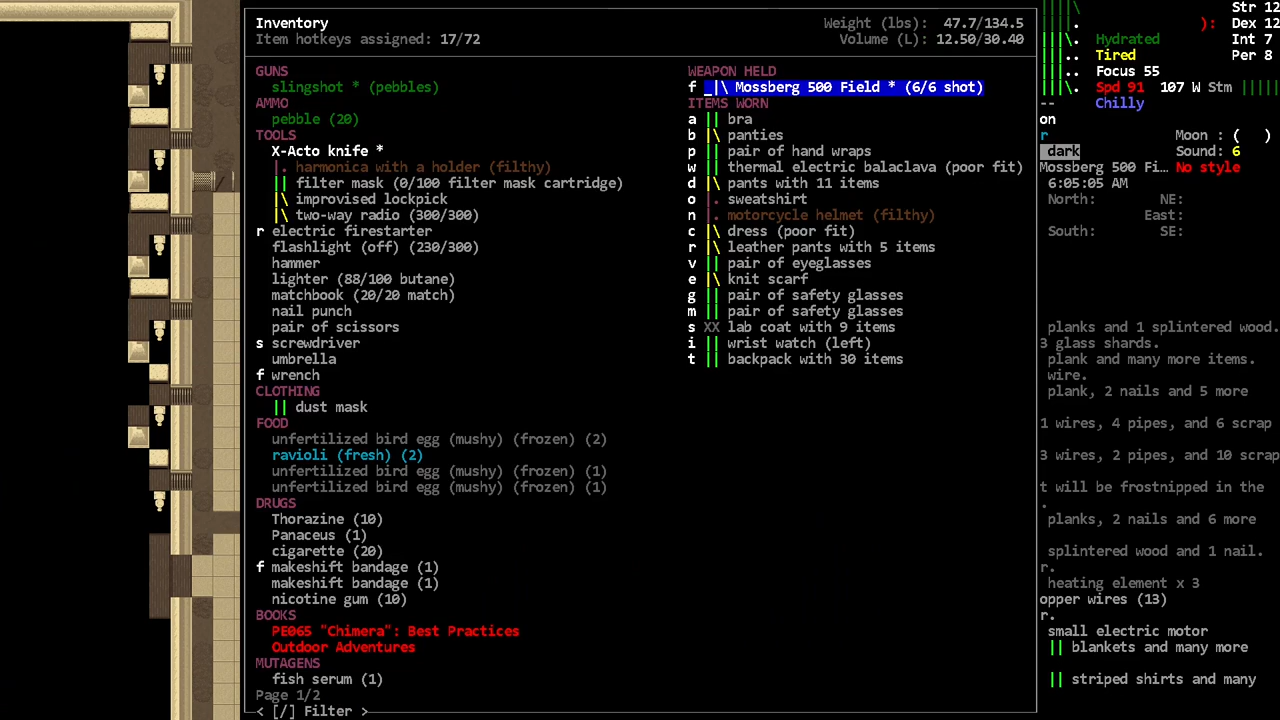 Inventory
Weight (lbs): 47.7/134.5
Item hotkeys assigned: 17/72
Volume (L): 12.50/30.40
GUNS
slingshot * (pebbles)
AMMO
pebble (20)
TOOLS
X-Acto knife *
|. harmonica with a holder (filthy)
|| filter mask (0/100 filter mask cartridge)
|\ improvised lockpick
|\ two-way radio (300/300)
r electric firestarter
flashlight (off) (230/300)
hammer
lighter (88/100 butane)
matchbook (20/20 match)
nail punch
pair of scissors
s screwdriver
umbrella
f wrench
CLOTHING
|| dust mask
FOOD
unfertilized bird egg (mushy) (frozen) (2)
ravioli (fresh) (2)
unfertilized bird egg (mushy) (frozen) (1)
unfertilized bird egg (mushy) (frozen) (1)
DRUGS
Thorazine (10)
Panaceus (1)
cigarette (20)
f makeshift bandage (1)
makeshift bandage (1)
nicotine gum (10)
BOOKS
PE065 "Chimera": Best Practices
Outdoor Adventures
MUTAGENS
fish serum (1)
Page 1/2
< [/] Filter >
WEAPON HELD
f _|\ Mossberg 500 Field * (6/6 shot)
ITEMS WORN
a || bra
b |\ panties
p || pair of hand wraps
w || thermal electric balaclava (poor fit)
d |\ pants with 11 items
o |. sweatshirt
n |. motorcycle helmet (filthy)
c |\ dress (poor fit)
r |\ leather pants with 5 items
v || pair of eyeglasses
e |\ knit scarf
g || pair of safety glasses
m || pair of safety glasses
s XX lab coat with 9 items
i || wrist watch (left)
t || backpack with 30 items
|||\ Str 12
|||. ): Dex 12
|||\. Hydrated Int 7
|||. Tired Per 8
|||.. Focus 55
|||\. Spd 91 107 W Stm |||||
-- Chilly
on
r Moon : ( )
dark Sound: 6
Mossberg 500 Fi… No style
6:05:05 AM
North: NE:
East:
South: SE:
planks and 1 splintered wood.
3 glass shards.
plank and many more items.
wire.
plank, 2 nails and 5 more
1 wires, 4 pipes, and 6 scrap
3 wires, 2 pipes, and 10 scrap
t will be frostnipped in the
.
planks, 2 nails and 6 more
splintered wood and 1 nail.
r.
heating element x 3
opper wires (13)
r.
small electric motor
|| blankets and many more
|| striped shirts and many